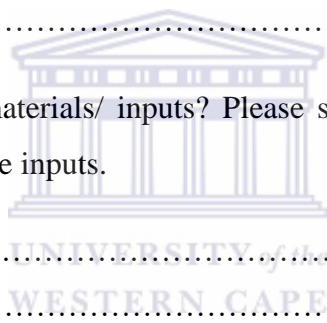 ................................
materials/ inputs? Please s
e inputs.
................................
UNIVERSITY of the
................................
WESTERN CAPE